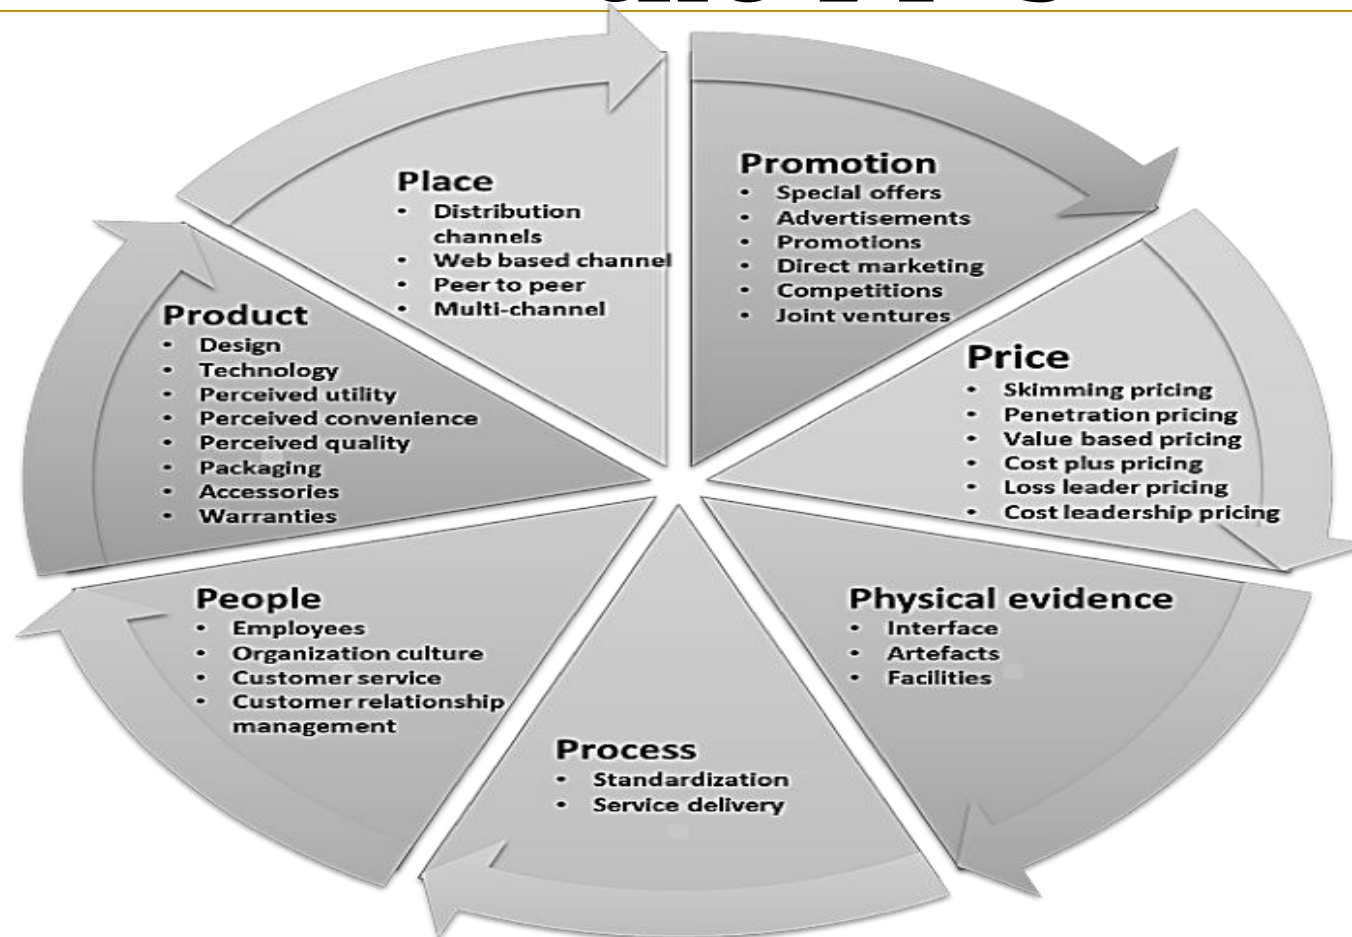 Place
• Distribution
channels
• Web based channel
• Peer to peer
• Multi-channel
Promotion
• Special offers
• Advertisements
• Promotions
• Direct marketing
• Competitions
• Joint ventures
Price
• Skimming pricing
• Penetration pricing
• Value based pricing
• Cost plus pricing
• Loss leader pricing
• Cost leadership pricing
Physical evidence
• Interface
• Artefacts
• Facilities
Process
• Standardization
• Service delivery
People
• Employees
• Organization culture
• Customer service
• Customer relationship
management
Product
• Design
• Technology
• Perceived utility
• Perceived convenience
• Perceived quality
• Packaging
• Accessories
• Warranties